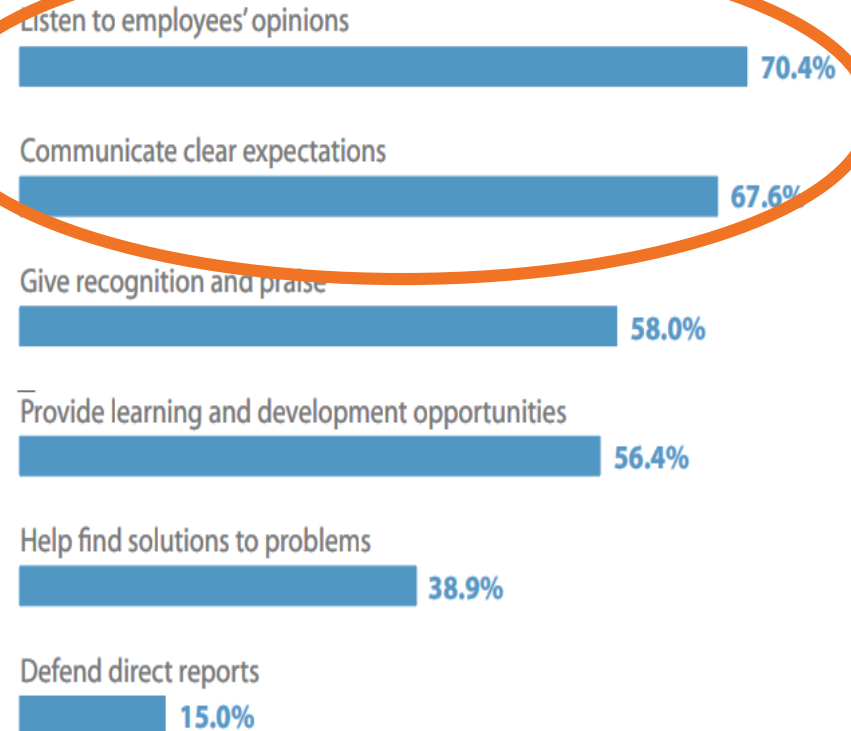 Listen to employees' opinions
70.4%
Communicate clear expectations
67.6%
Give recognition and praise
58.0%
Provide learning and development opportunities
56.4%
Help find solutions to problems
38.9%
Defend direct reports
15.0%